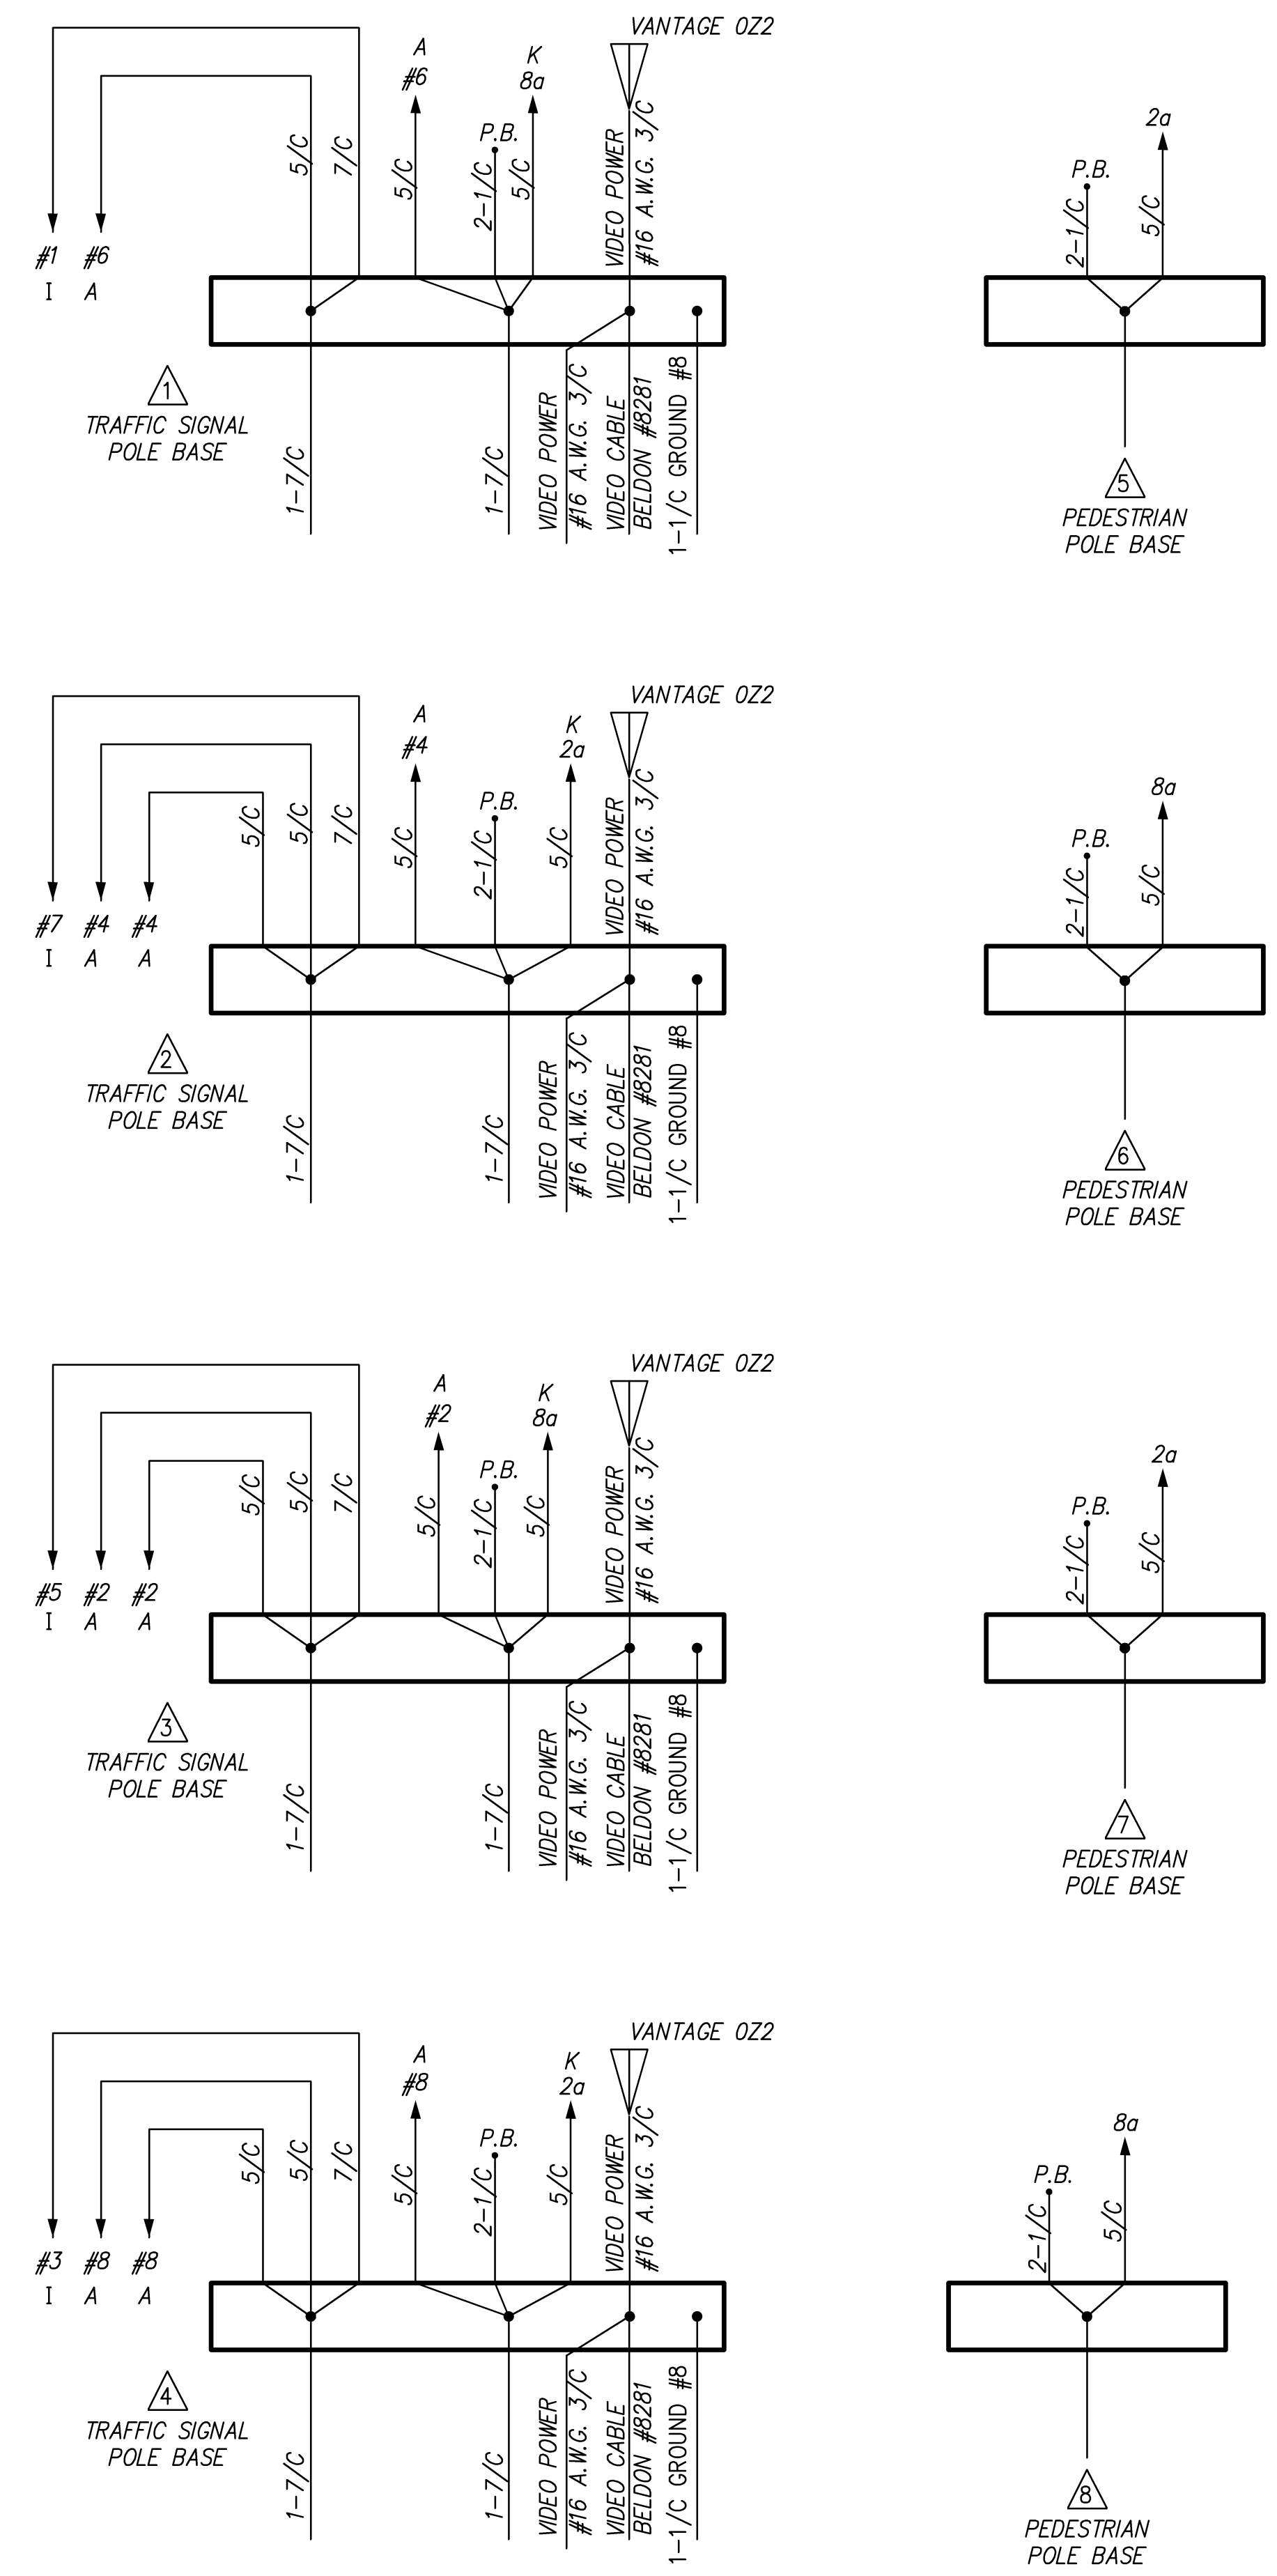 VANTAGE OZ2
A
#6
K
8a
P.B.
5/C
7/C
5/C
2-1/C
5/C
VIDEO POWER
#16 A.W.G. 3/C
#1
#6
I
A
1
TRAFFIC SIGNAL
POLE BASE
1-7/C
1-7/C
VIDEO POWER
#16 A.W.G. 3/C
VIDEO CABLE
BELDON #8281
1-1/C GROUND #8
2a
P.B.
2-1/C
5/C
5
PEDESTRIAN
POLE BASE
VANTAGE OZ2
A
#4
K
2a
P.B.
5/C
5/C
7/C
5/C
2-1/C
5/C
VIDEO POWER
#16 A.W.G. 3/C
#7
#4
#4
I
A
A
2
TRAFFIC SIGNAL
POLE BASE
1-7/C
1-7/C
VIDEO POWER
#16 A.W.G. 3/C
VIDEO CABLE
BELDON #8281
1-1/C GROUND #8
8a
P.B.
2-1/C
5/C
6
PEDESTRIAN
POLE BASE
VANTAGE OZ2
A
#2
K
8a
P.B.
5/C
5/C
7/C
5/C
2-1/C
5/C
VIDEO POWER
#16 A.W.G. 3/C
#5
#2
#2
I
A
A
3
TRAFFIC SIGNAL
POLE BASE
1-7/C
1-7/C
VIDEO POWER
#16 A.W.G. 3/C
VIDEO CABLE
BELDON #8281
1-1/C GROUND #8
2a
P.B.
2-1/C
5/C
7
PEDESTRIAN
POLE BASE
VANTAGE OZ2
A
#8
K
2a
P.B.
5/C
5/C
7/C
5/C
2-1/C
5/C
VIDEO POWER
#16 A.W.G. 3/C
#3
#8
#8
I
A
A
4
TRAFFIC SIGNAL
POLE BASE
1-7/C
1-7/C
VIDEO POWER
#16 A.W.G. 3/C
VIDEO CABLE
BELDON #8281
1-1/C GROUND #8
8a
P.B.
2-1/C
5/C
8
PEDESTRIAN
POLE BASE